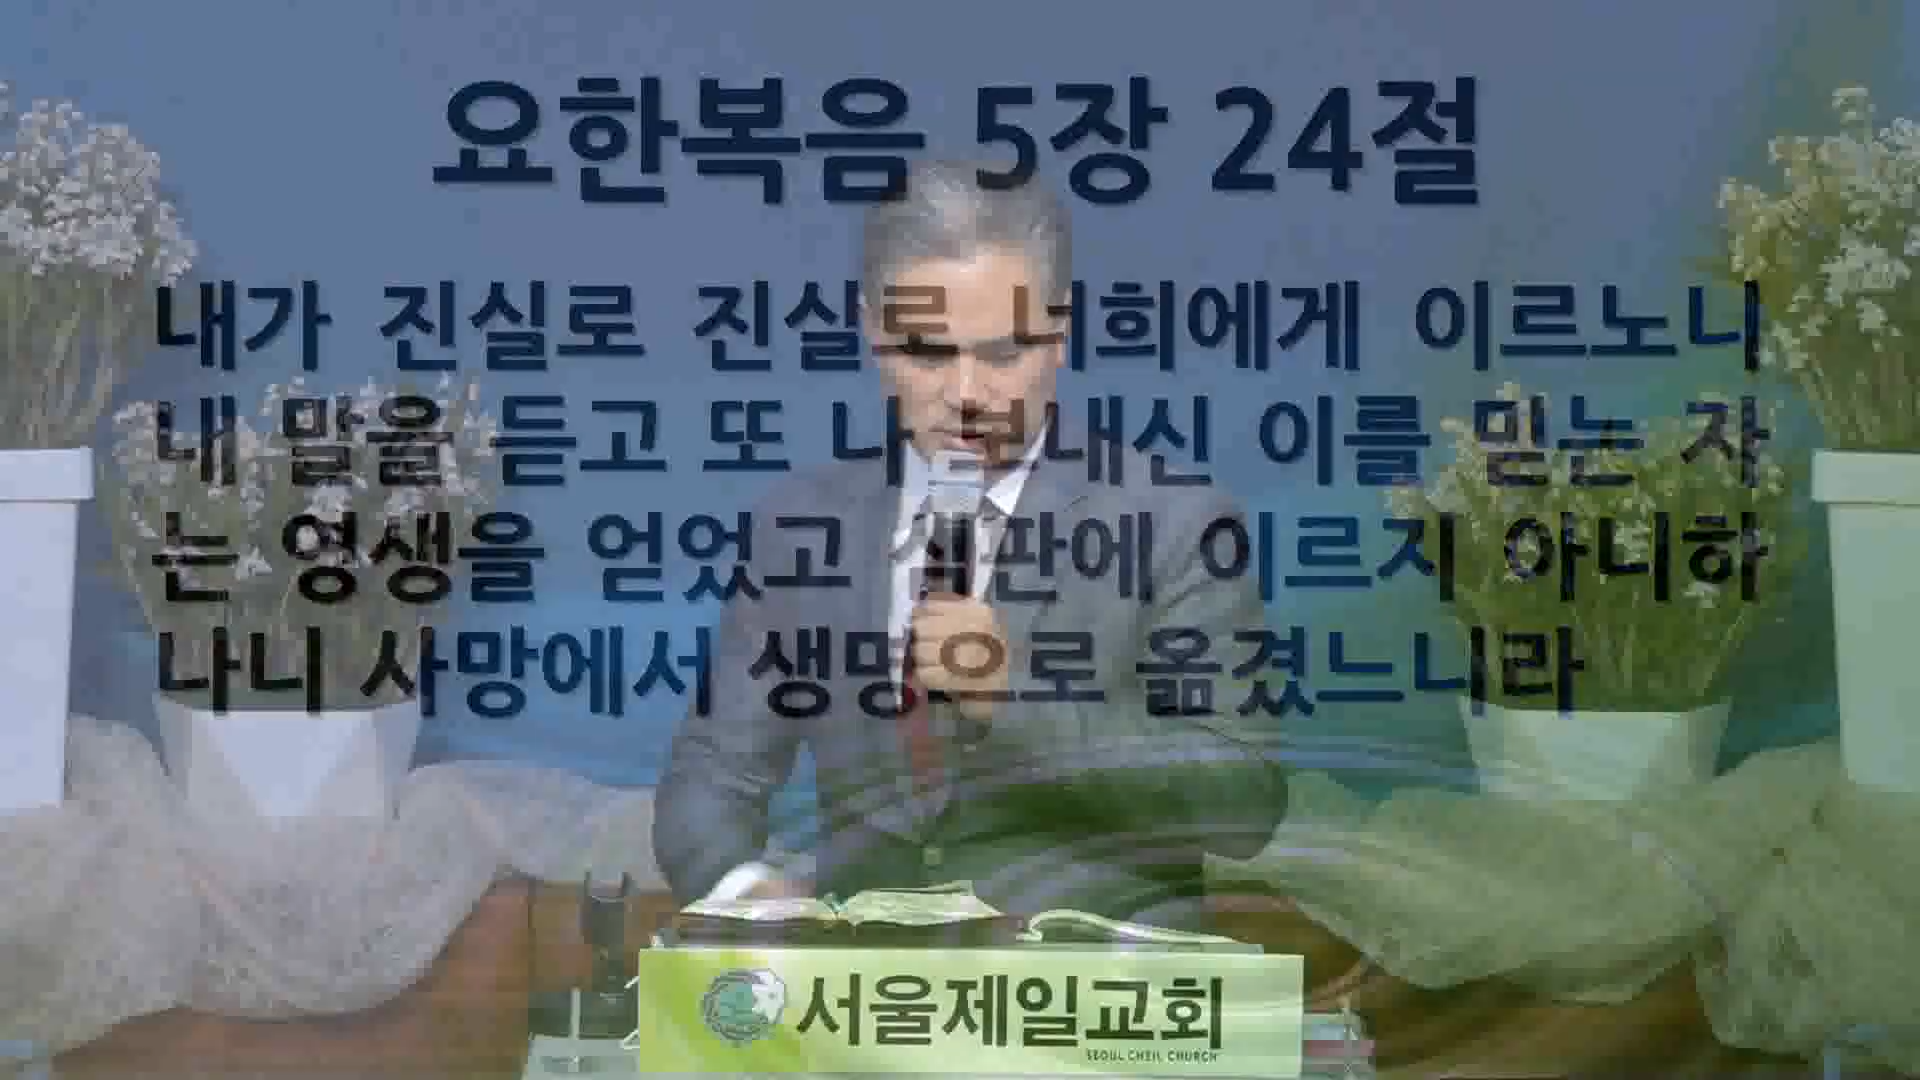 요한복음 5장 24절
내가 진실로 진실로 너희에게 이르노니
내 말을 듣고 또 나 보내신 이를 믿는 자
는 영생을 얻었고 심판에 이르지 아니하
나니 사망에서 생명으로 옮겼느니라
서울제일교회
SEOUL CHEIL CHURCH